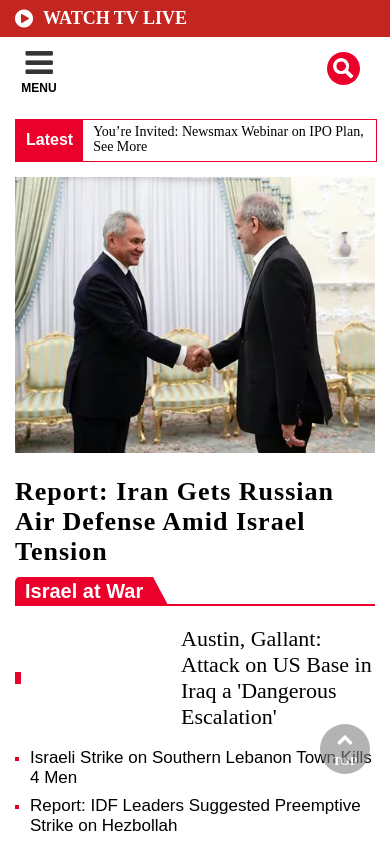 WATCH TV LIVE
MENU
Latest
You’re Invited: Newsmax Webinar on IPO Plan,
See More
Report: Iran Gets Russian
Air Defense Amid Israel
Tension
Israel at War
Austin, Gallant:
Attack on US Base in
Iraq a 'Dangerous
Escalation'
Israeli Strike on Southern Lebanon Town Kills
4 Men
TOP
Report: IDF Leaders Suggested Preemptive
Strike on Hezbollah